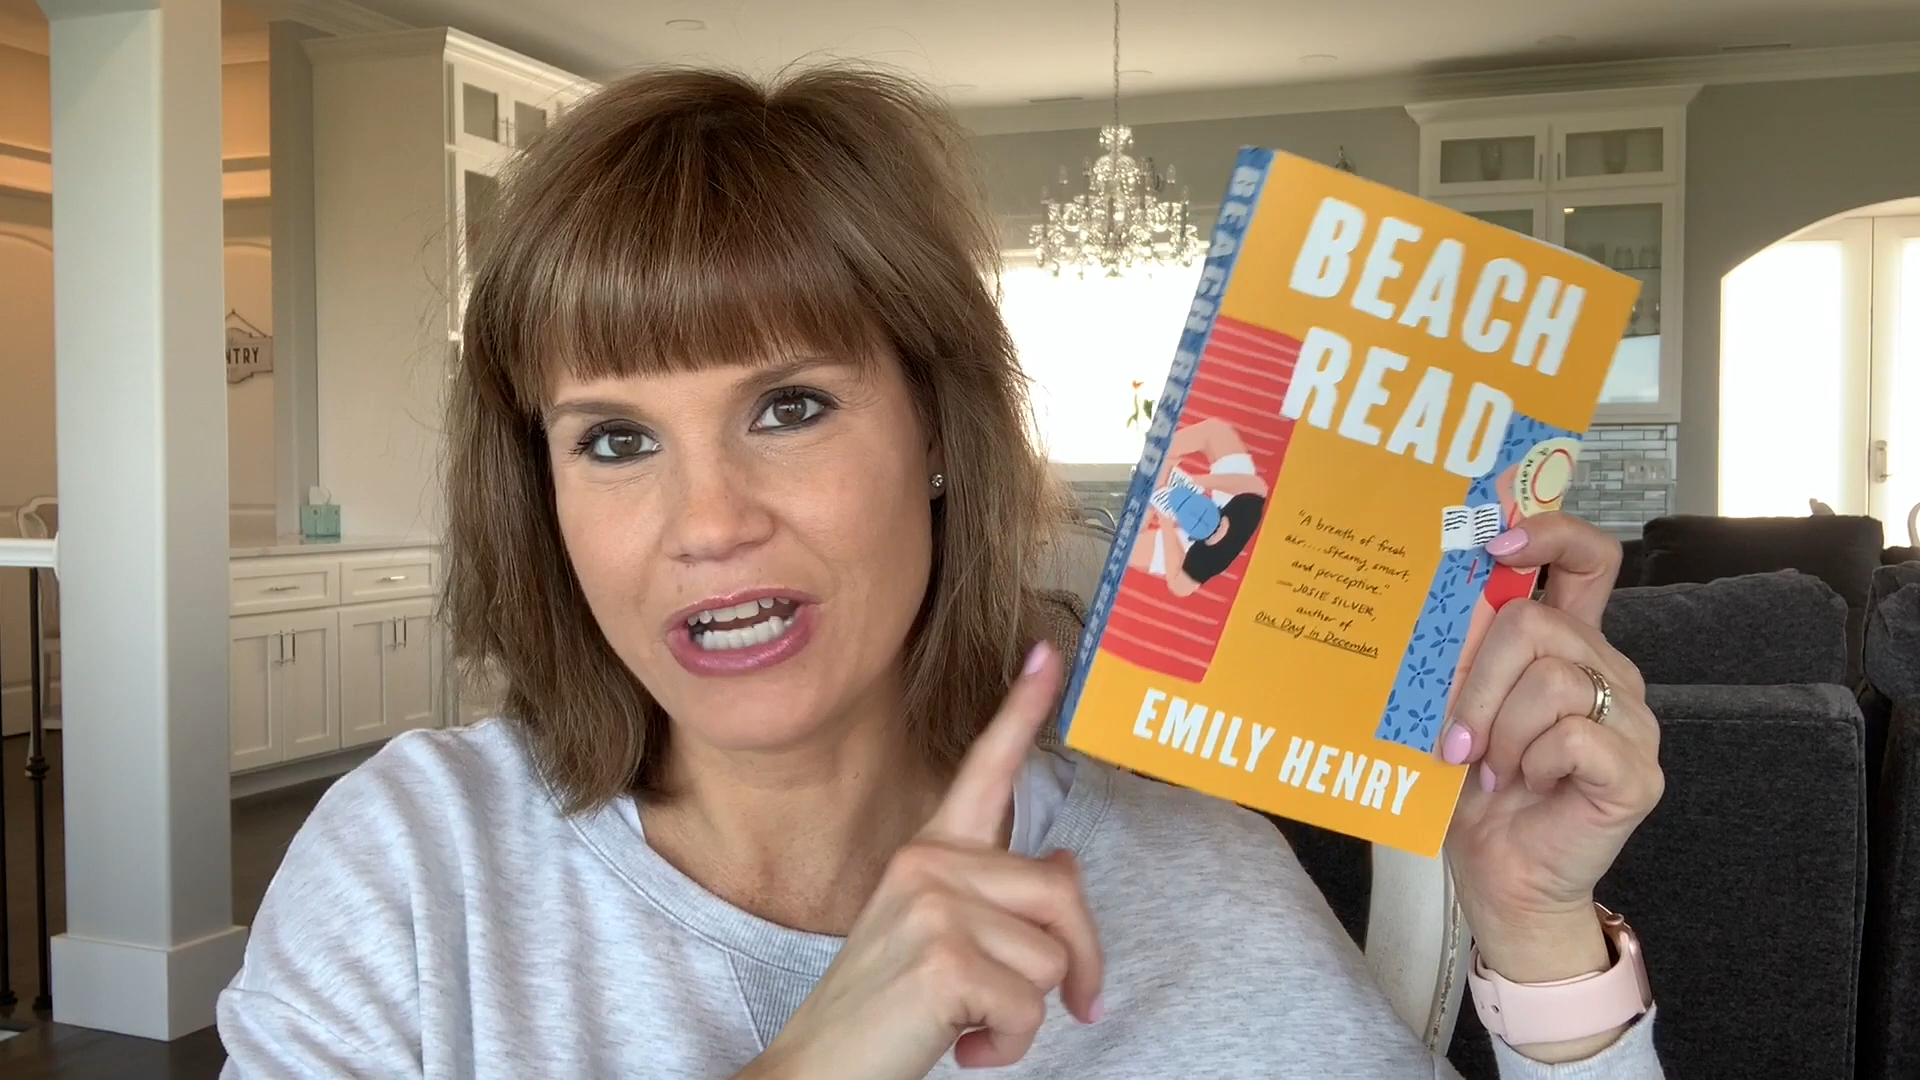 NTRY
BEACH READ
BEACH
READ
"A breath of fresh
air.... Steamy, smart,
and perceptive."
—JOSIE SILVER,
author of
One Day in December
EMILY HENRY